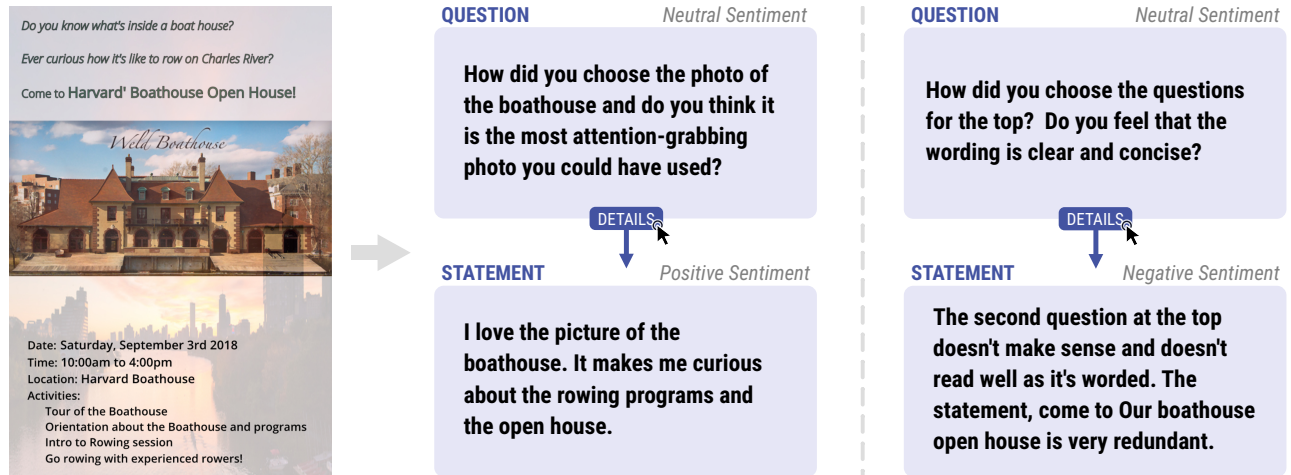 Do you know what's inside a boat house?
Ever curious how it's like to row on Charles River?
Come to Harvard' Boathouse Open House!
Weld Boathouse
Date: Saturday, September 3rd 2018
Time: 10:00am to 4:00pm
Location: Harvard Boathouse
Activities:
Tour of the Boathouse
Orientation about the Boathouse and programs
Intro to Rowing session
Go rowing with experienced rowers!
QUESTION Neutral Sentiment
How did you choose the photo of
the boathouse and do you think it
is the most attention-grabbing
photo you could have used?
DETAILS
STATEMENT Positive Sentiment
I love the picture of the
boathouse. It makes me curious
about the rowing programs and
the open house.
QUESTION Neutral Sentiment
How did you choose the questions
for the top? Do you feel that the
wording is clear and concise?
DETAILS
STATEMENT Negative Sentiment
The second question at the top
doesn't make sense and doesn't
read well as it's worded. The
statement, come to Our boathouse
open house is very redundant.